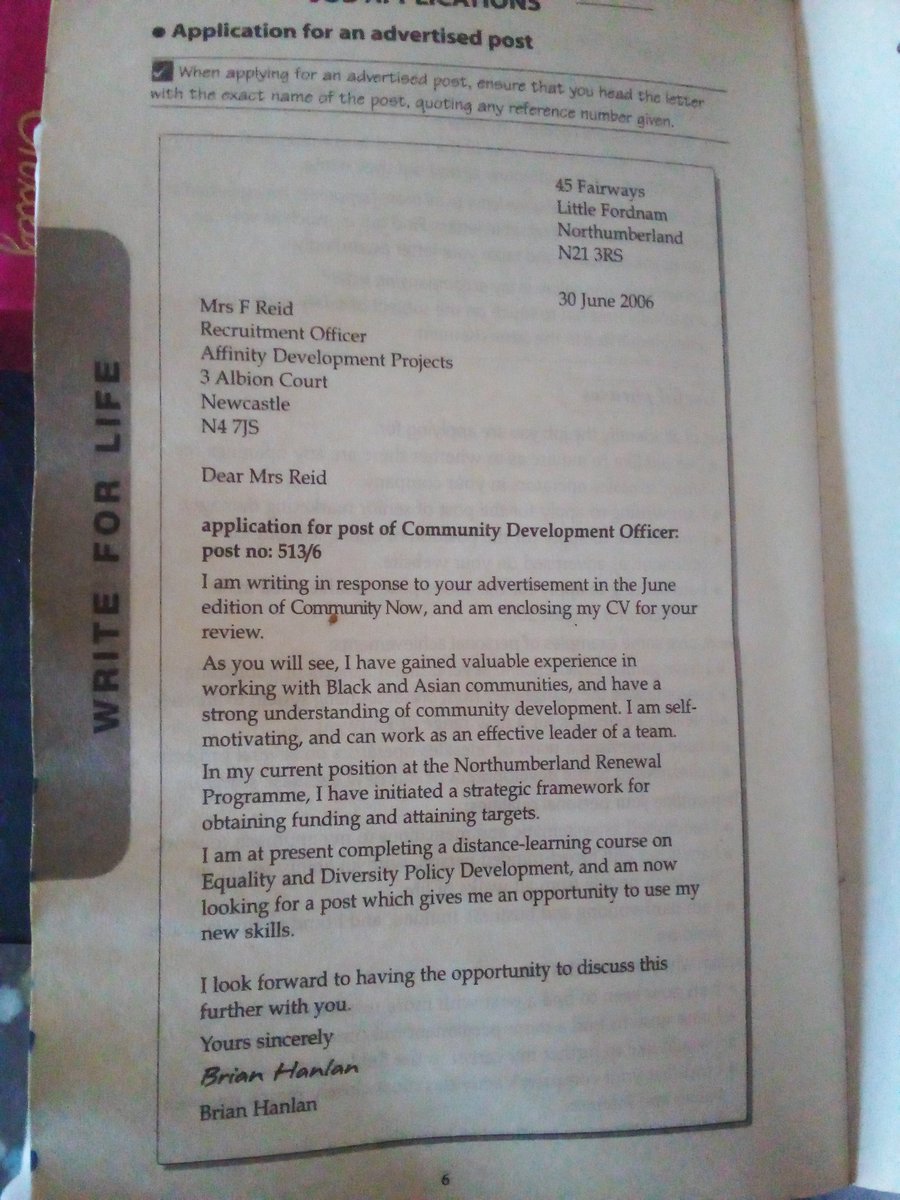 JOB APPLICATIONS
● Application for an advertised post
When applying for an advertised post, ensure that you head the letter
with the exact name of the post, quoting any reference number given.
45 Fairways
Little Fordnam
Northumberland
N21 3RS
30 June 2006
Mrs F Reid
Recruitment Officer
Affinity Development Projects
3 Albion Court
Newcastle
N4 7JS
Dear Mrs Reid
application for post of Community Development Officer:
post no: 513/6
I am writing in response to your advertisement in the June
edition of Community Now, and am enclosing my CV for your
review.
As you will see, I have gained valuable experience in
working with Black and Asian communities, and have a
strong understanding of community development. I am self-
motivating, and can work as an effective leader of a team.
In my current position at the Northumberland Renewal
Programme, I have initiated a strategic framework for
obtaining funding and attaining targets.
I am at present completing a distance-learning course on
Equality and Diversity Policy Development, and am now
looking for a post which gives me an opportunity to use my
new skills.
I look forward to having the opportunity to discuss this
further with you.
Yours sincerely
Brian Hanlan
Brian Hanlan
WRITE FOR LIFE
6